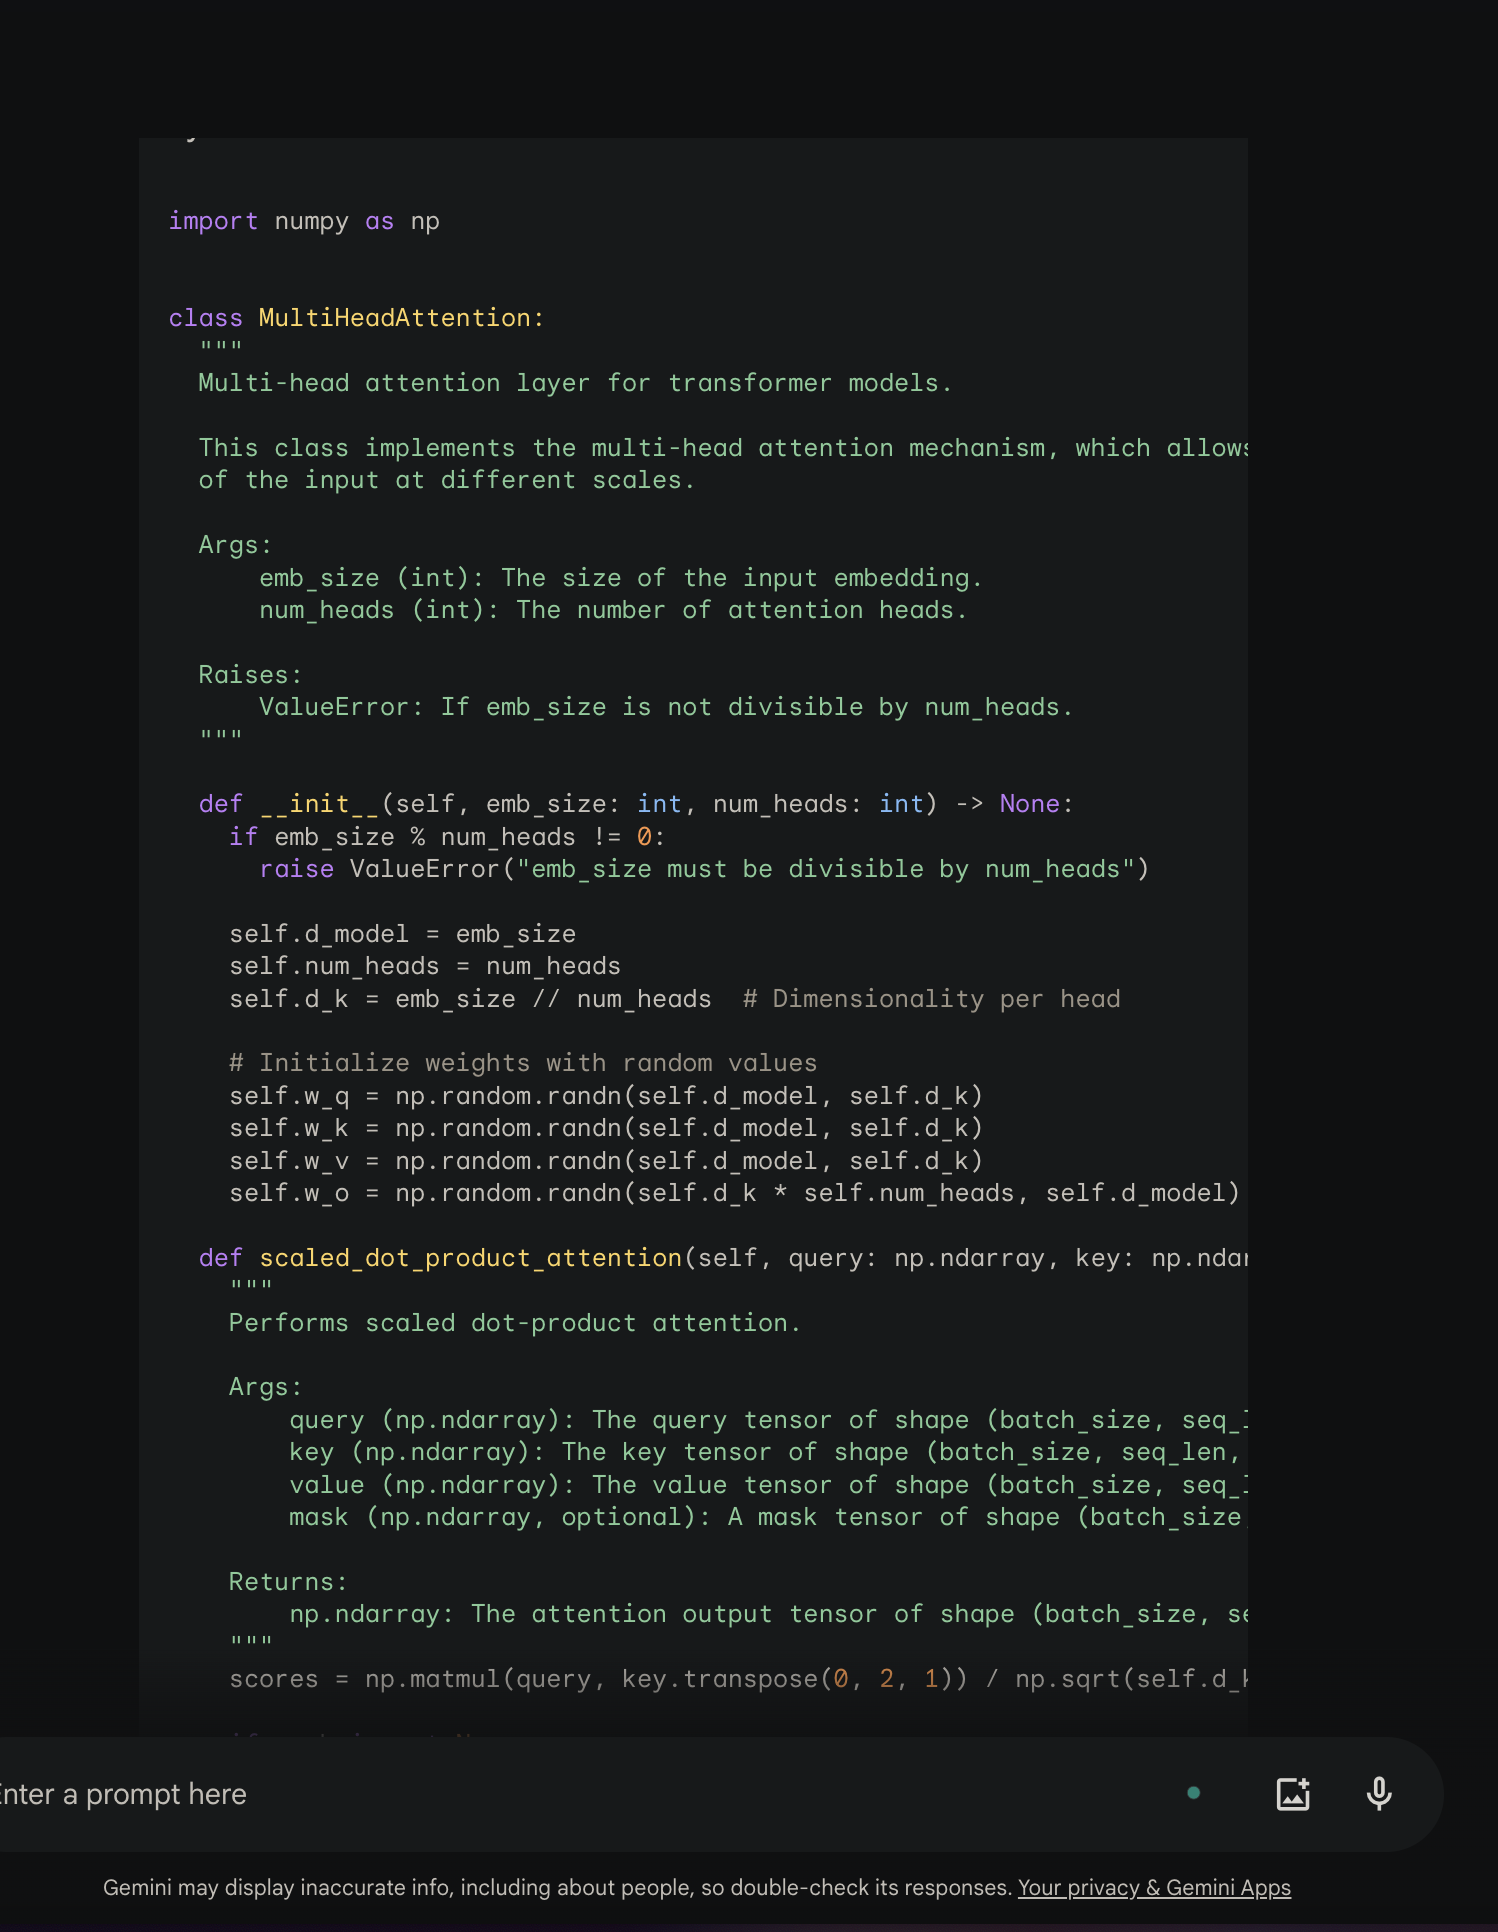 import numpy as np
class MultiHeadAttention:
"""
Multi-head attention layer for transformer models.
This class implements the multi-head attention mechanism, which allows
of the input at different scales.
Args:
emb_size (int): The size of the input embedding.
num_heads (int): The number of attention heads.
Raises:
ValueError: If emb_size is not divisible by num_heads.
"""
def __init__(self, emb_size: int, num_heads: int) -> None:
if emb_size % num_heads != 0:
raise ValueError("emb_size must be divisible by num_heads")
self.d_model = emb_size
self.num_heads = num_heads
self.d_k = emb_size // num_heads  # Dimensionality per head
# Initialize weights with random values
self.w_q = np.random.randn(self.d_model, self.d_k)
self.w_k = np.random.randn(self.d_model, self.d_k)
self.w_v = np.random.randn(self.d_model, self.d_k)
self.w_o = np.random.randn(self.d_k * self.num_heads, self.d_model)
def scaled_dot_product_attention(self, query: np.ndarray, key: np.ndar
"""
Performs scaled dot-product attention.
Args:
query (np.ndarray): The query tensor of shape (batch_size, seq_l
key (np.ndarray): The key tensor of shape (batch_size, seq_len,
value (np.ndarray): The value tensor of shape (batch_size, seq_l
mask (np.ndarray, optional): A mask tensor of shape (batch_size,
Returns:
np.ndarray: The attention output tensor of shape (batch_size, se
"""
scores = np.matmul(query, key.transpose(0, 2, 1)) / np.sqrt(self.d_k
Enter a prompt here
Gemini may display inaccurate info, including about people, so double-check its responses. Your privacy & Gemini Apps